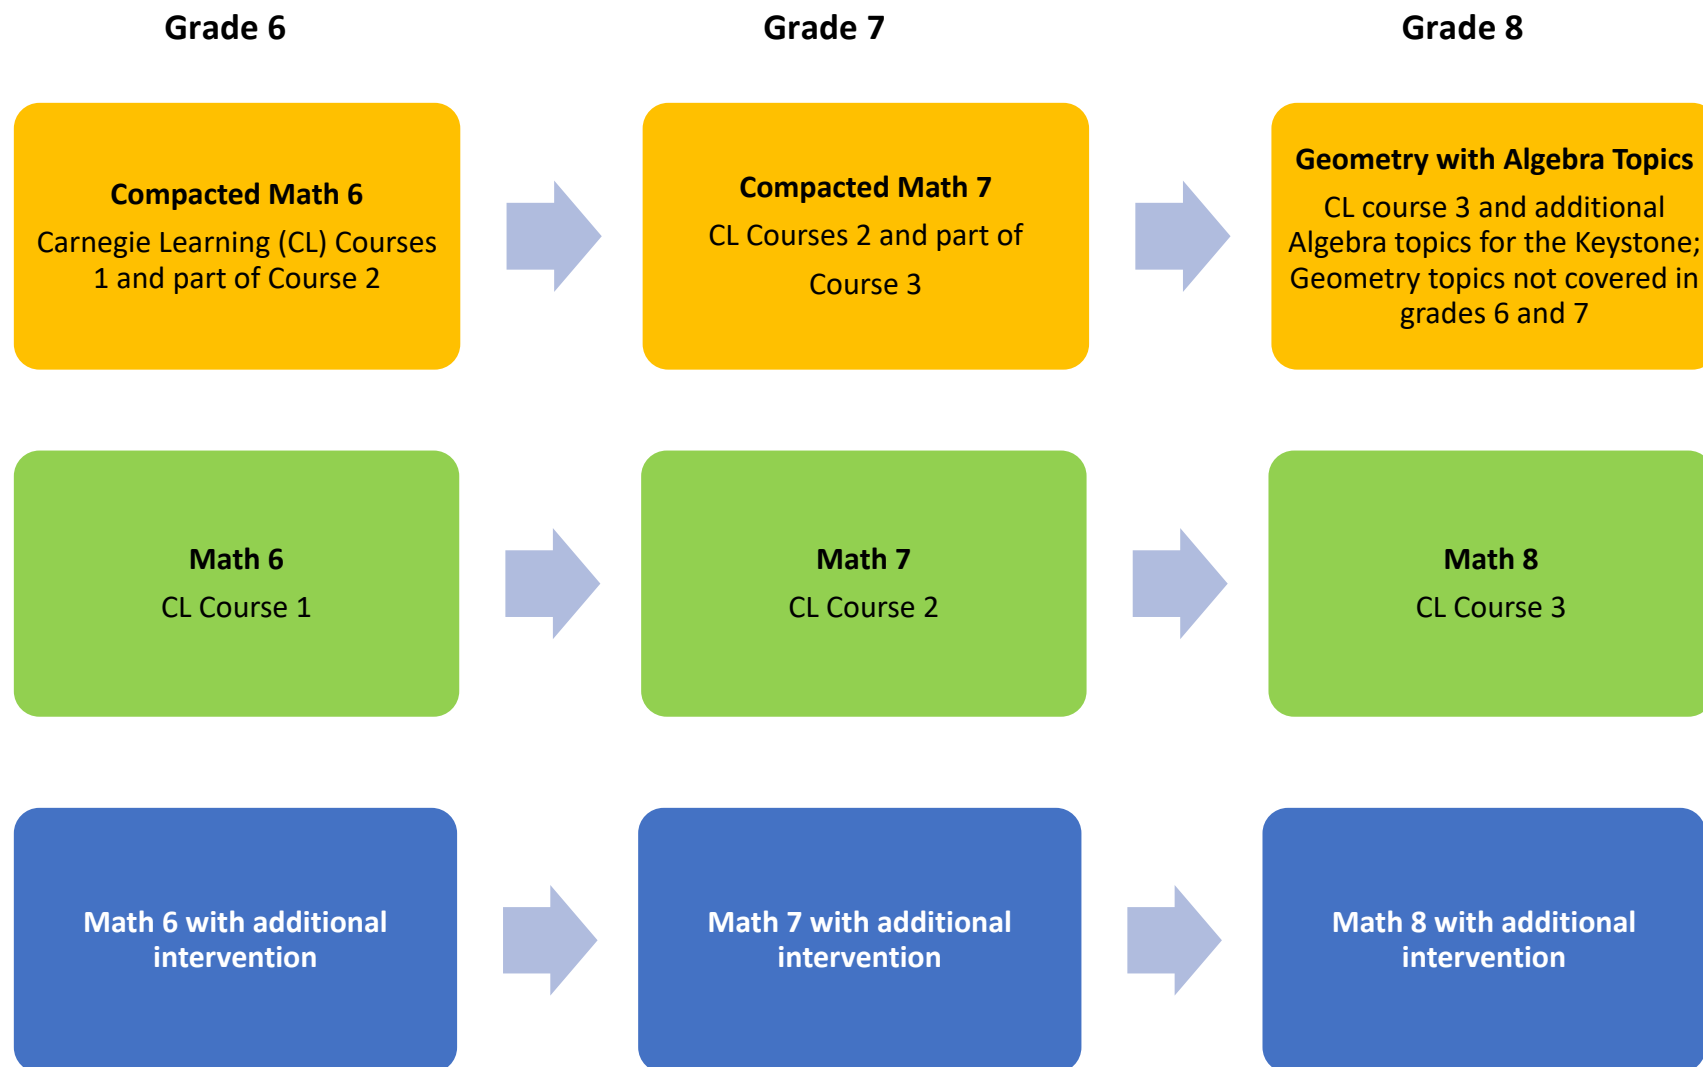 Grade 6
Grade 7
Grade 8
Compacted Math 6
Carnegie Learning (CL) Courses
1 and part of Course 2
Compacted Math 7
CL Courses 2 and part of
Course 3
Geometry with Algebra Topics
CL course 3 and additional
Algebra topics for the Keystone;
Geometry topics not covered in
grades 6 and 7
Math 6
CL Course 1
Math 7
CL Course 2
Math 8
CL Course 3
Math 6 with additional
intervention
Math 7 with additional
intervention
Math 8 with additional
intervention